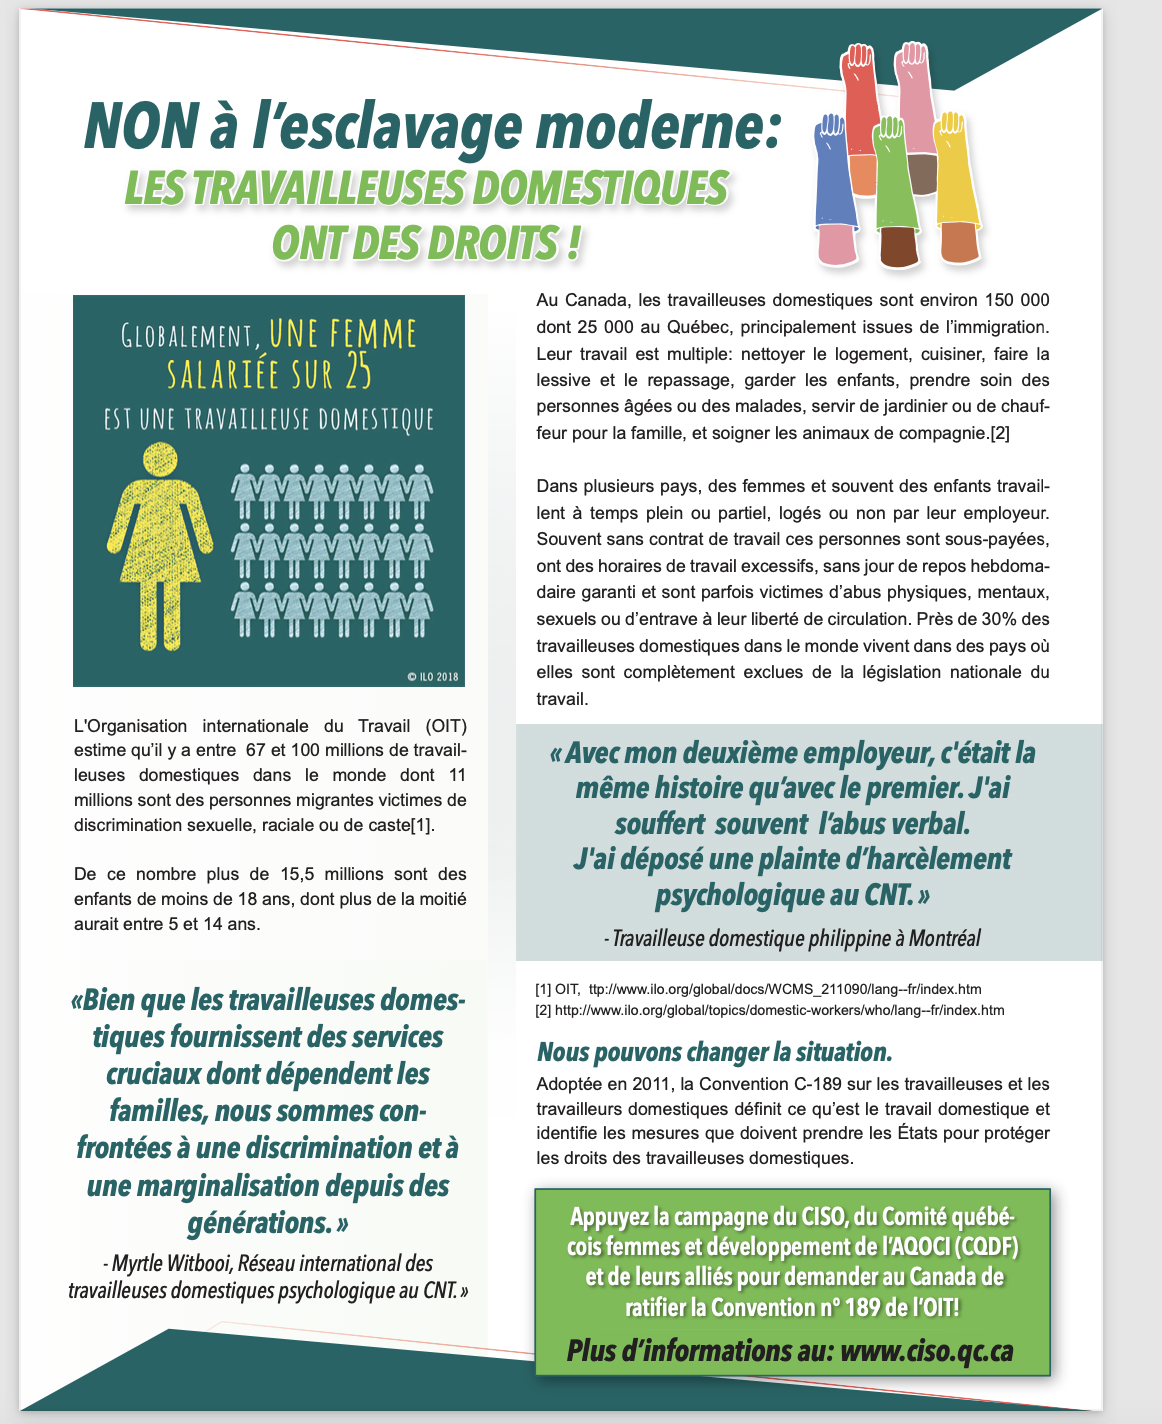 NON à l’esclavage moderne:
LES TRAVAILLEUSES DOMESTIQUES
ONT DES DROITS !
GLOBALEMENT, UNE FEMME
SALARIÉE SUR 25
EST UNE TRAVAILLEUSE DOMESTIQUE
© ILO 2018
L'Organisation internationale du Travail (OIT)
estime qu’il y a entre 67 et 100 millions de travail-
leuses domestiques dans le monde dont 11
millions sont des personnes migrantes victimes de
discrimination sexuelle, raciale ou de caste[1].
De ce nombre plus de 15,5 millions sont des
enfants de moins de 18 ans, dont plus de la moitié
aurait entre 5 et 14 ans.
«Bien que les travailleuses domes-
tiques fournissent des services
cruciaux dont dépendent les
familles, nous sommes con-
frontées à une discrimination et à
une marginalisation depuis des
générations. »
- Myrtle Witbooi, Réseau international des
travailleuses domestiques psychologique au CNT. »
Au Canada, les travailleuses domestiques sont environ 150 000
dont 25 000 au Québec, principalement issues de l’immigration.
Leur travail est multiple: nettoyer le logement, cuisiner, faire la
lessive et le repassage, garder les enfants, prendre soin des
personnes âgées ou des malades, servir de jardinier ou de chauf-
feur pour la famille, et soigner les animaux de compagnie.[2]
Dans plusieurs pays, des femmes et souvent des enfants travail-
lent à temps plein ou partiel, logés ou non par leur employeur.
Souvent sans contrat de travail ces personnes sont sous-payées,
ont des horaires de travail excessifs, sans jour de repos hebdoma-
daire garanti et sont parfois victimes d’abus physiques, mentaux,
sexuels ou d’entrave à leur liberté de circulation. Près de 30% des
travailleuses domestiques dans le monde vivent dans des pays où
elles sont complètement exclues de la législation nationale du
travail.
« Avec mon deuxième employeur, c'était la
même histoire qu’avec le premier. J'ai
souffert souvent l’abus verbal.
J'ai déposé une plainte d’harcèlement
psychologique au CNT. »
- Travailleuse domestique philippine à Montréal
[1] OIT, ttp://www.ilo.org/global/docs/WCMS_211090/lang--fr/index.htm
[2] http://www.ilo.org/global/topics/domestic-workers/who/lang--fr/index.htm
Nous pouvons changer la situation.
Adoptée en 2011, la Convention C-189 sur les travailleuses et les
travailleurs domestiques définit ce qu’est le travail domestique et
identifie les mesures que doivent prendre les États pour protéger
les droits des travailleuses domestiques.
Appuyez la campagne du CISO, du Comité québé-
cois femmes et développement de l’AQOCI (CQDF)
et de leurs alliés pour demander au Canada de
ratifier la Convention n° 189 de l’OIT!
Plus d’informations au: www.ciso.qc.ca